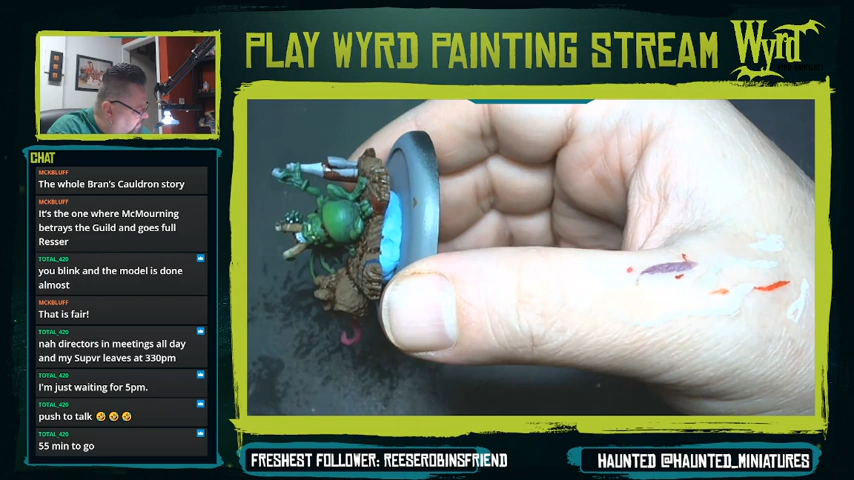 PLAY WYRD PAINTING STREAM
Wyrd
CHAT
MCKBLUFF
The whole Bran's Cauldron story
MCKBLUFF
It's the one where McMourning
betrays the Guild and goes full
Resser
TOTAL_420
you blink and the model is done
almost
MCKBLUFF
That is fair!
TOTAL_420
nah directors in meetings all day
and my Supvr leaves at 330pm
TOTAL_420
I'm just waiting for 5pm.
TOTAL_420
push to talk 🤣 🤣 🤣
TOTAL_420
55 min to go
FRESHEST FOLLOWER: REESEROBINSFRIEND
HAUNTED @HAUNTED_MINIATURES